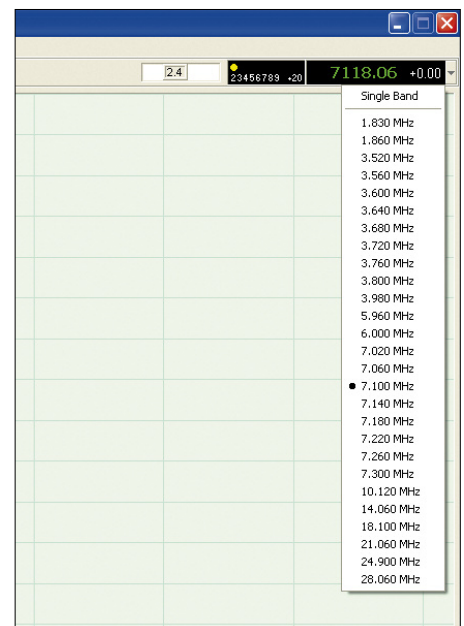 2.4
23456789 +20
7118.06 +0.00
Single Band
1.830 MHz
1.860 MHz
3.520 MHz
3.560 MHz
3.600 MHz
3.640 MHz
3.680 MHz
3.720 MHz
3.760 MHz
3.800 MHz
3.980 MHz
5.960 MHz
6.000 MHz
7.020 MHz
7.060 MHz
7.100 MHz
7.140 MHz
7.180 MHz
7.220 MHz
7.260 MHz
7.300 MHz
10.120 MHz
14.060 MHz
18.100 MHz
21.060 MHz
24.900 MHz
28.060 MHz